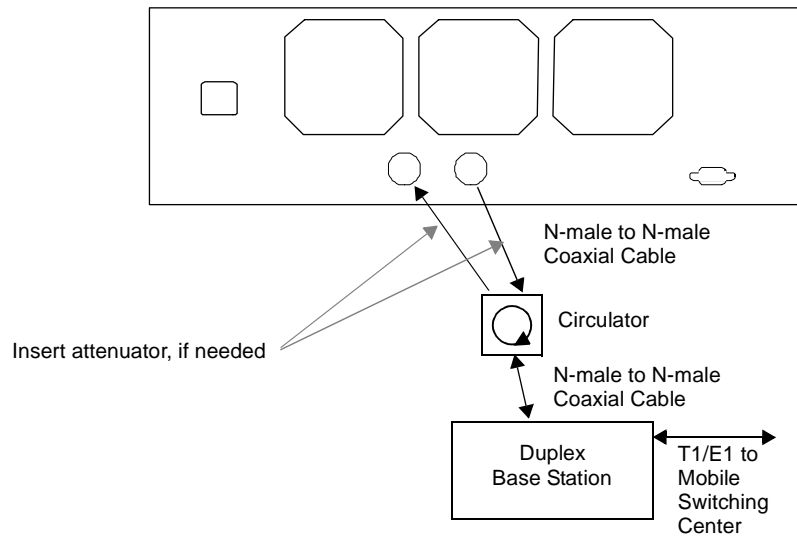 N-male to N-male
Coaxial Cable
Circulator
Insert attenuator, if needed
N-male to N-male
Coaxial Cable
Duplex
Base Station
T1/E1 to
Mobile
Switching
Center